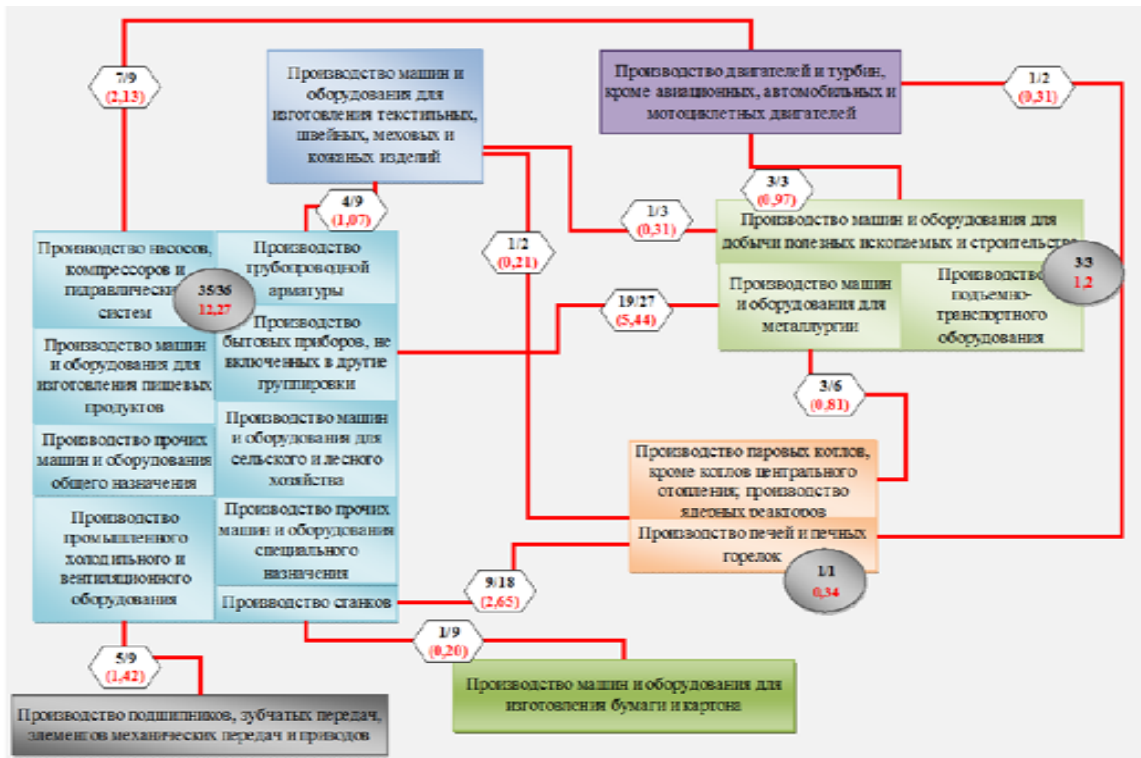 7/9
(2,13)
Производство машин и
оборудования для
изготовления текстильных,
швейных, меховых и
кожаных изделий
Производство двигателей и турбин,
кроме авиационных, автомобильных и
мотоциклетных двигателей
1/2
(0,31)
4/9
(1,07)
3/3
(0,97)
1/3
(0,31)
1/2
(0,21)
Производство машин и оборудования для
добычи полезных ископаемых и строительства
Производство машин
и оборудования для
металлургии
Производство
подъемно-
транспортного
оборудования
3/3
1,2
Производство насосов,
компрессоров и
гидравлических
систем
35/36
12,27
Производство
трубопроводной
арматуры
Производство
бытовых приборов, не
включенных в другие
группировки
19/27
(5,44)
Производство машин
и оборудования для
изготовления пищевых
продуктов
Производство машин
и оборудования для
сельского и лесного
хозяйства
3/6
(0,81)
Производство прочих
машин и оборудования
общего назначения
Производство паровых котлов,
кроме котлов центрального
отопления; производство
ядерных реакторов
Производство печей и печных
горелок
1/1
0,34
Производство
промышленного
холодильного и
вентиляционного
оборудования
Производство прочих
машин и оборудования
специального
назначения
Производство станков
9/18
(2,65)
5/9
(1,42)
1/9
(0,20)
Производство машин и оборудования для
изготовления бумаги и картона
Производство подшипников, зубчатых передач,
элементов механических передач и приводов